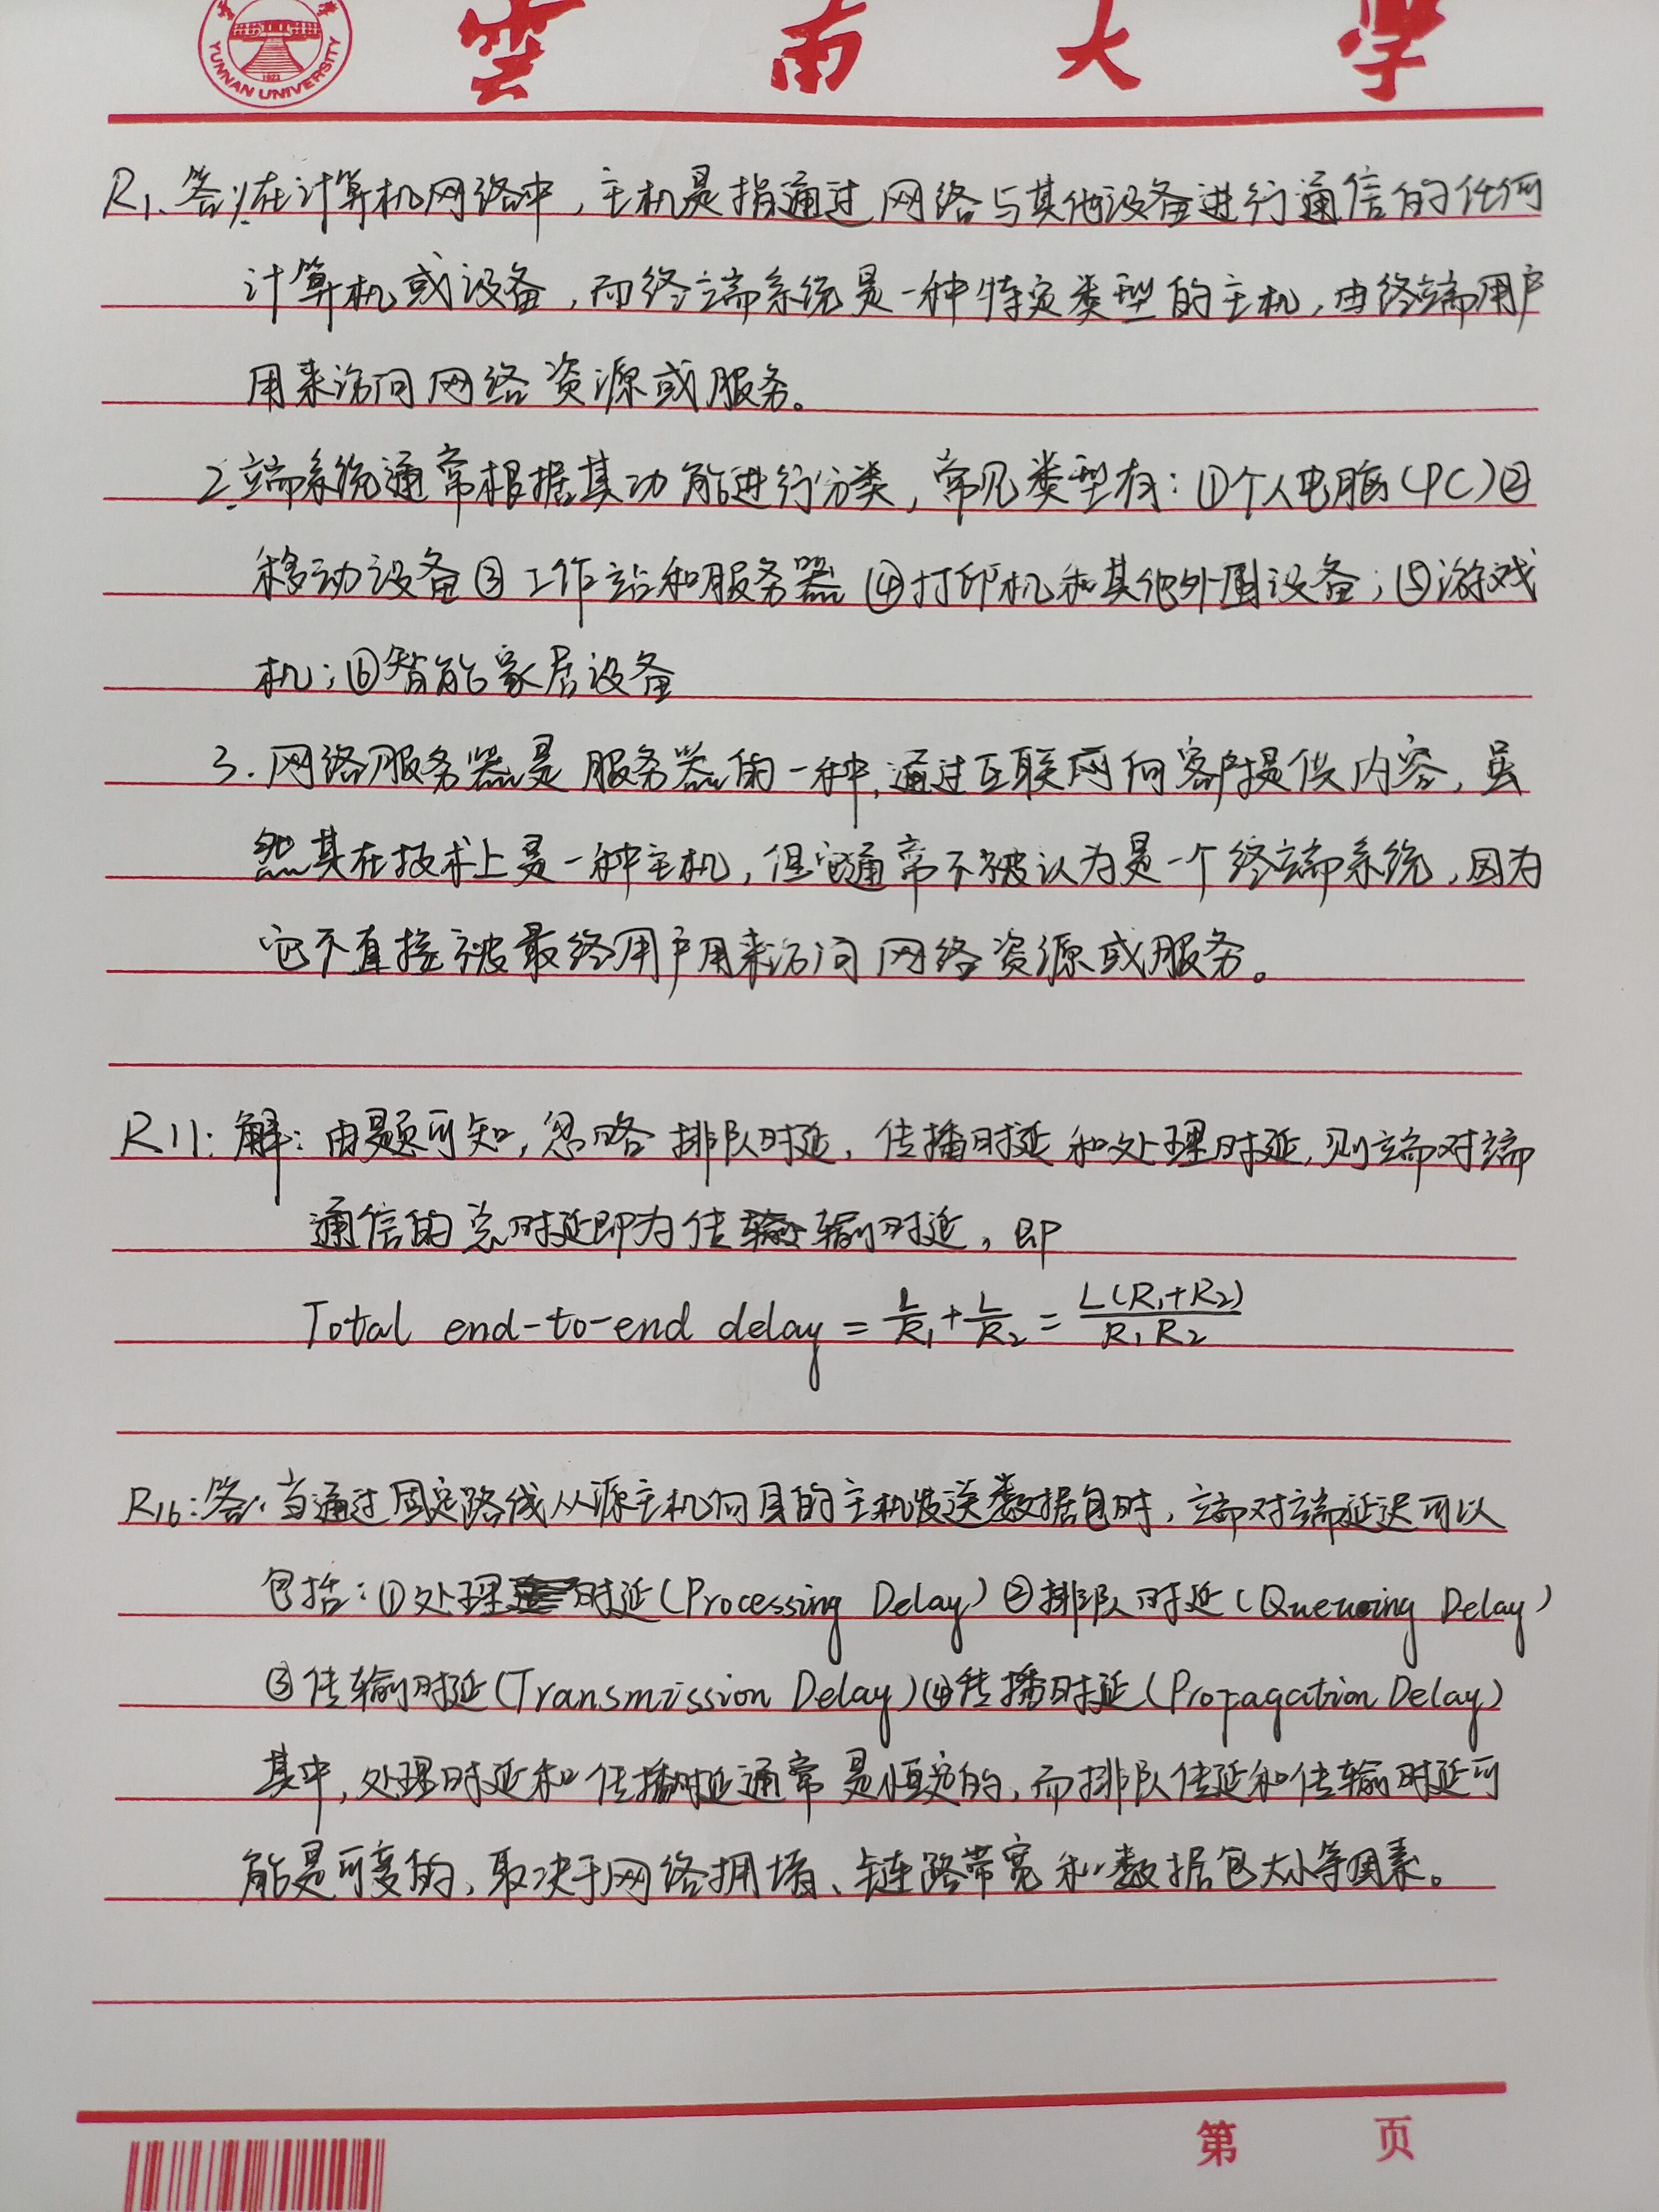 雲南大學
YUNNAN UNIVERSITY
1923
R1. 答:1.在计算机网络中，主机是指通过网络与其他设备进行通信的任何
计算机或设备，而终端系统是一种特定类型的主机，由终端用户
用来访问网络资源或服务。
2.端系统通常根据其功能进行分类，常见类型有：①个人电脑(PC)②
移动设备③工作站和服务器④打印机和其他外围设备；⑤游戏
机；⑥智能家居设备
3.网络服务器是服务器的一种，通过互联网向客户提供内容，虽
然其在技术上是一种主机，但它通常不被认为是一个终端系统，因为
它不直接被最终用户用来访问网络资源或服务。
R11：解：由题可知，忽略排队时延，传播时延和处理时延，则端对端
通信的总时延即为传输时延，即
Total end-to-end delay = L/R₁ + L/R₂ = L(R₁+R₂)/R₁R₂
R16：答：当通过固定路线从源主机向目的主机发送数据包时，端对端延迟可以
包括：①处理时延(Processing Delay)②排队时延(Queueing Delay)
③传输时延(Transmission Delay)④传播时延(Propagation Delay)
其中，处理时延和传播时延通常是恒定的，而排队传延和传输时延可
能是可变的，取决于网络拥堵、链路带宽和数据包大小等因素。
第 页